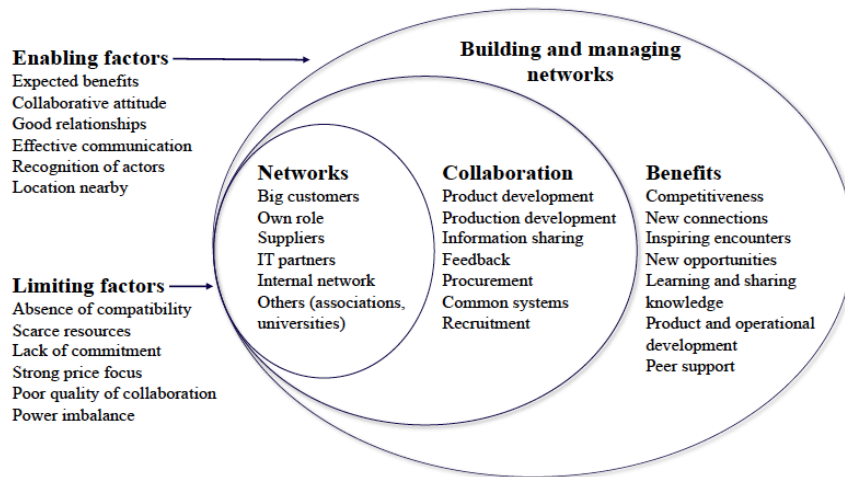 Building and managing
networks
Enabling factors
Expected benefits
Collaborative attitude
Good relationships
Effective communication
Recognition of actors
Location nearby
Limiting factors
Absence of compatibility
Scarce resources
Lack of commitment
Strong price focus
Poor quality of collaboration
Power imbalance
Networks
Big customers
Own role
Suppliers
IT partners
Internal network
Others (associations,
universities)
Collaboration
Product development
Production development
Information sharing
Feedback
Procurement
Common systems
Recruitment
Benefits
Competitiveness
New connections
Inspiring encounters
New opportunities
Learning and sharing
knowledge
Product and operational
development
Peer support